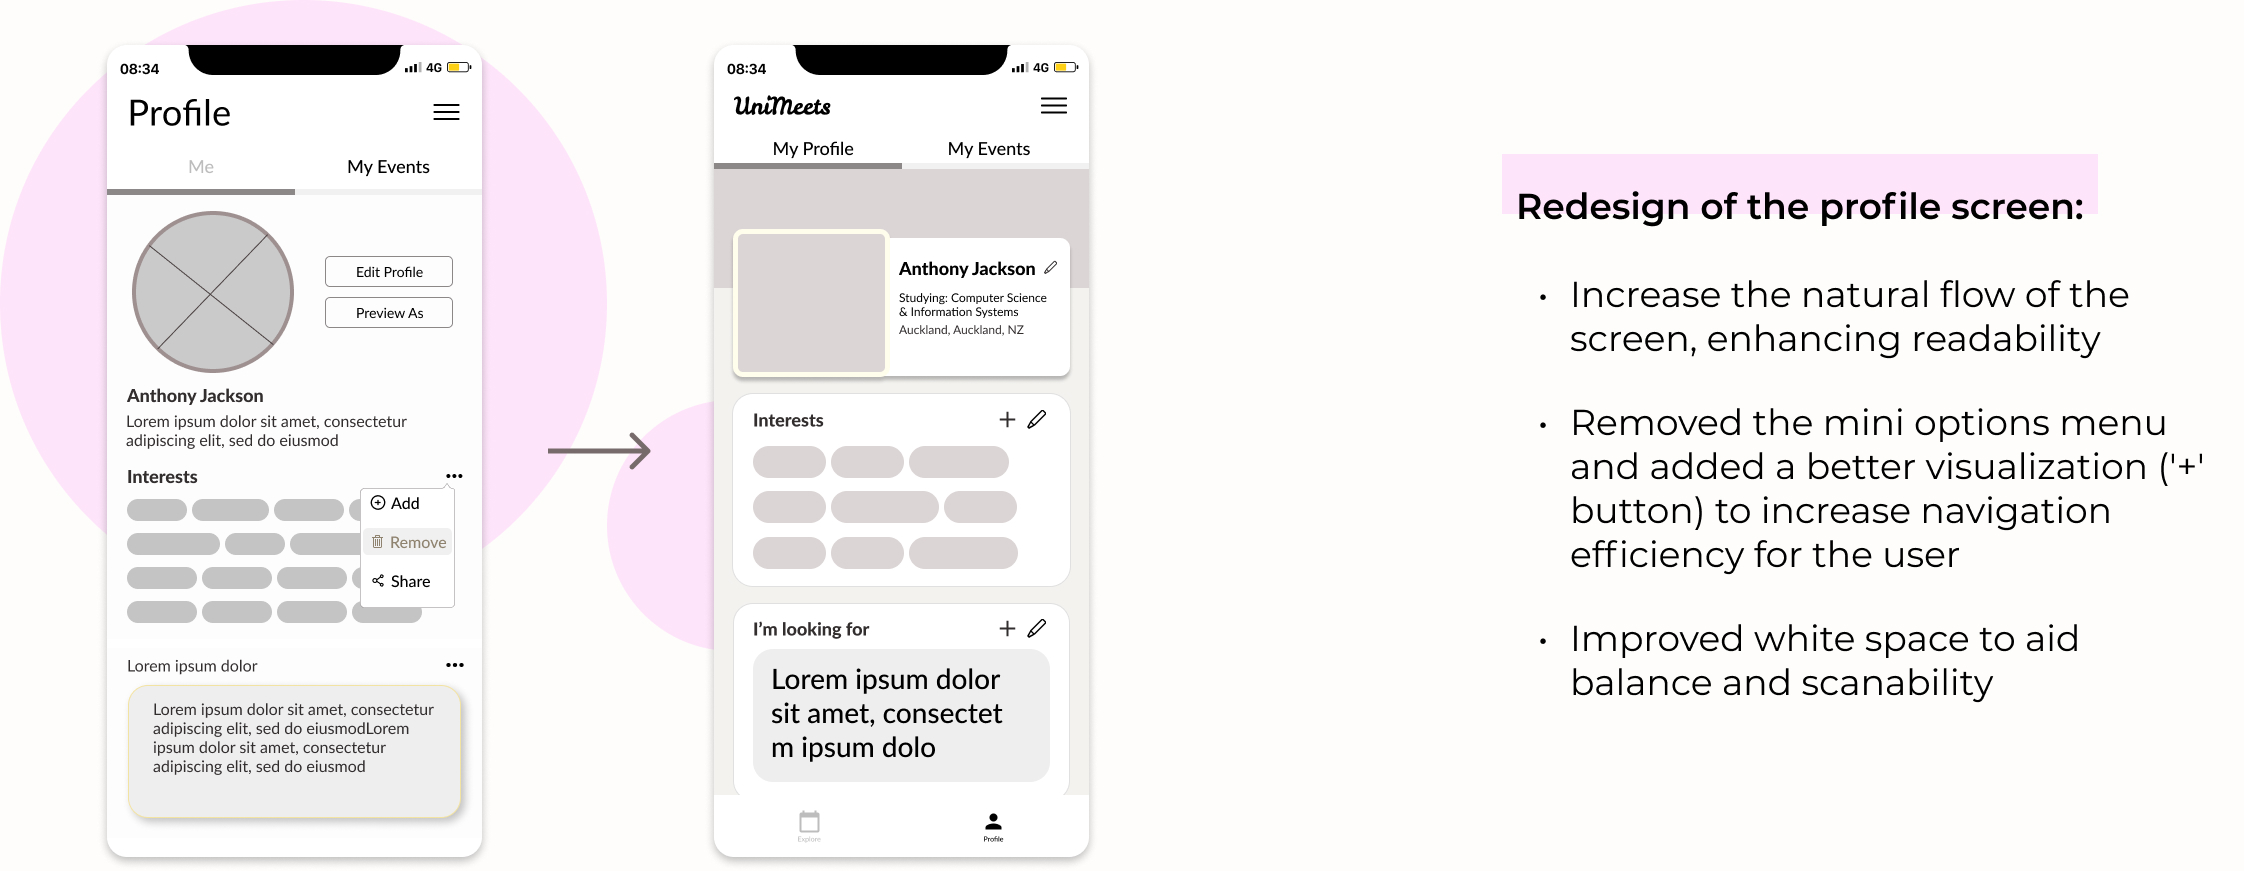 08:34
4G
Profile
Me
My Events
Edit Profile
Preview As
Anthony Jackson
Lorem ipsum dolor sit amet, consectetur
adipiscing elit, sed do eiusmod
Interests
Add
Remove
Share
Lorem ipsum dolor
Lorem ipsum dolor sit amet, consectetur
adipiscing elit, sed do eiusmodLorem
ipsum dolor sit amet, consectetur
adipiscing elit, sed do eiusmod
08:34
4G
UniMeets
My Profile
My Events
Anthony Jackson
Studying: Computer Science
& Information Systems
Auckland, Auckland, NZ
Interests
I'm looking for
Lorem ipsum dolor
sit amet, consectet
m ipsum dolo
Explore
Profile
Redesign of the profile screen:
• Increase the natural flow of the
screen, enhancing readability
• Removed the mini options menu
and added a better visualization ('+'
button) to increase navigation
efficiency for the user
• Improved white space to aid
balance and scanability